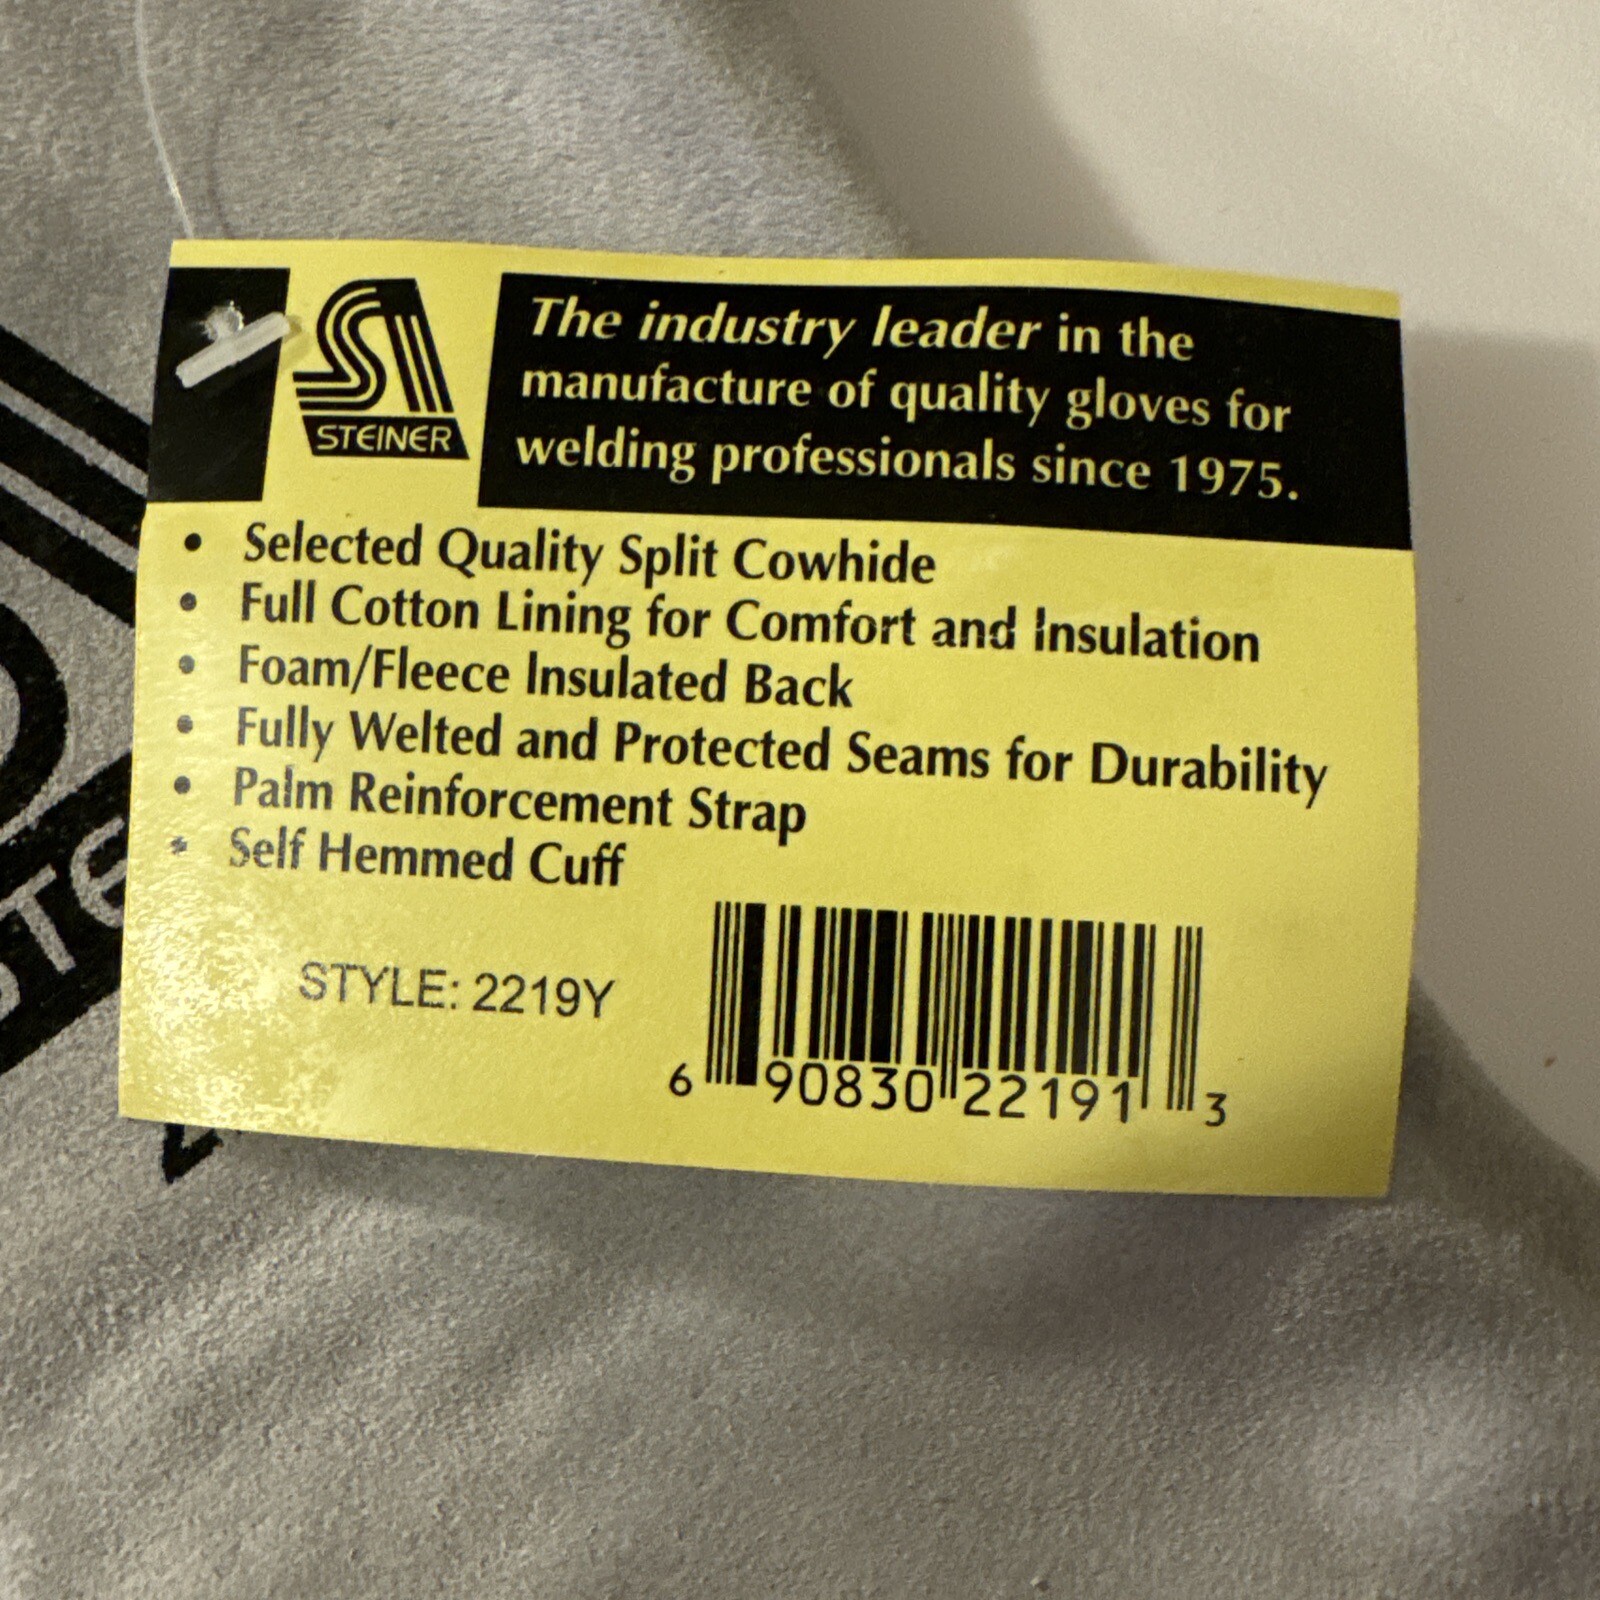 STEINER
The industry leader in the
manufacture of quality gloves for
welding professionals since 1975.
• Selected Quality Split Cowhide
• Full Cotton Lining for Comfort and Insulation
• Foam/Fleece Insulated Back
• Fully Welted and Protected Seams for Durability
• Palm Reinforcement Strap
• Self Hemmed Cuff
STYLE: 2219Y
6 90830 22191 3
STE